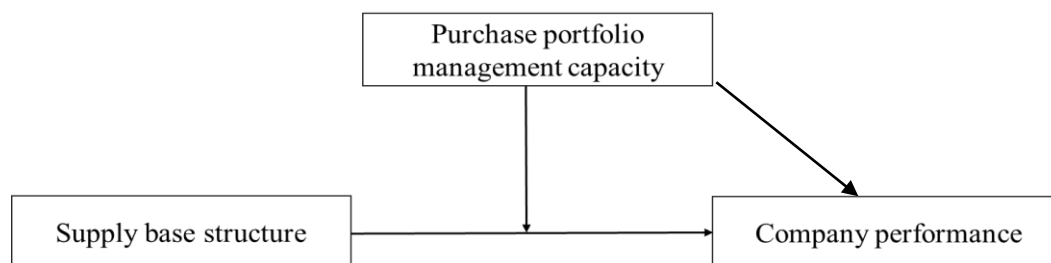 Purchase portfolio
management capacity
Supply base structure
Company performance